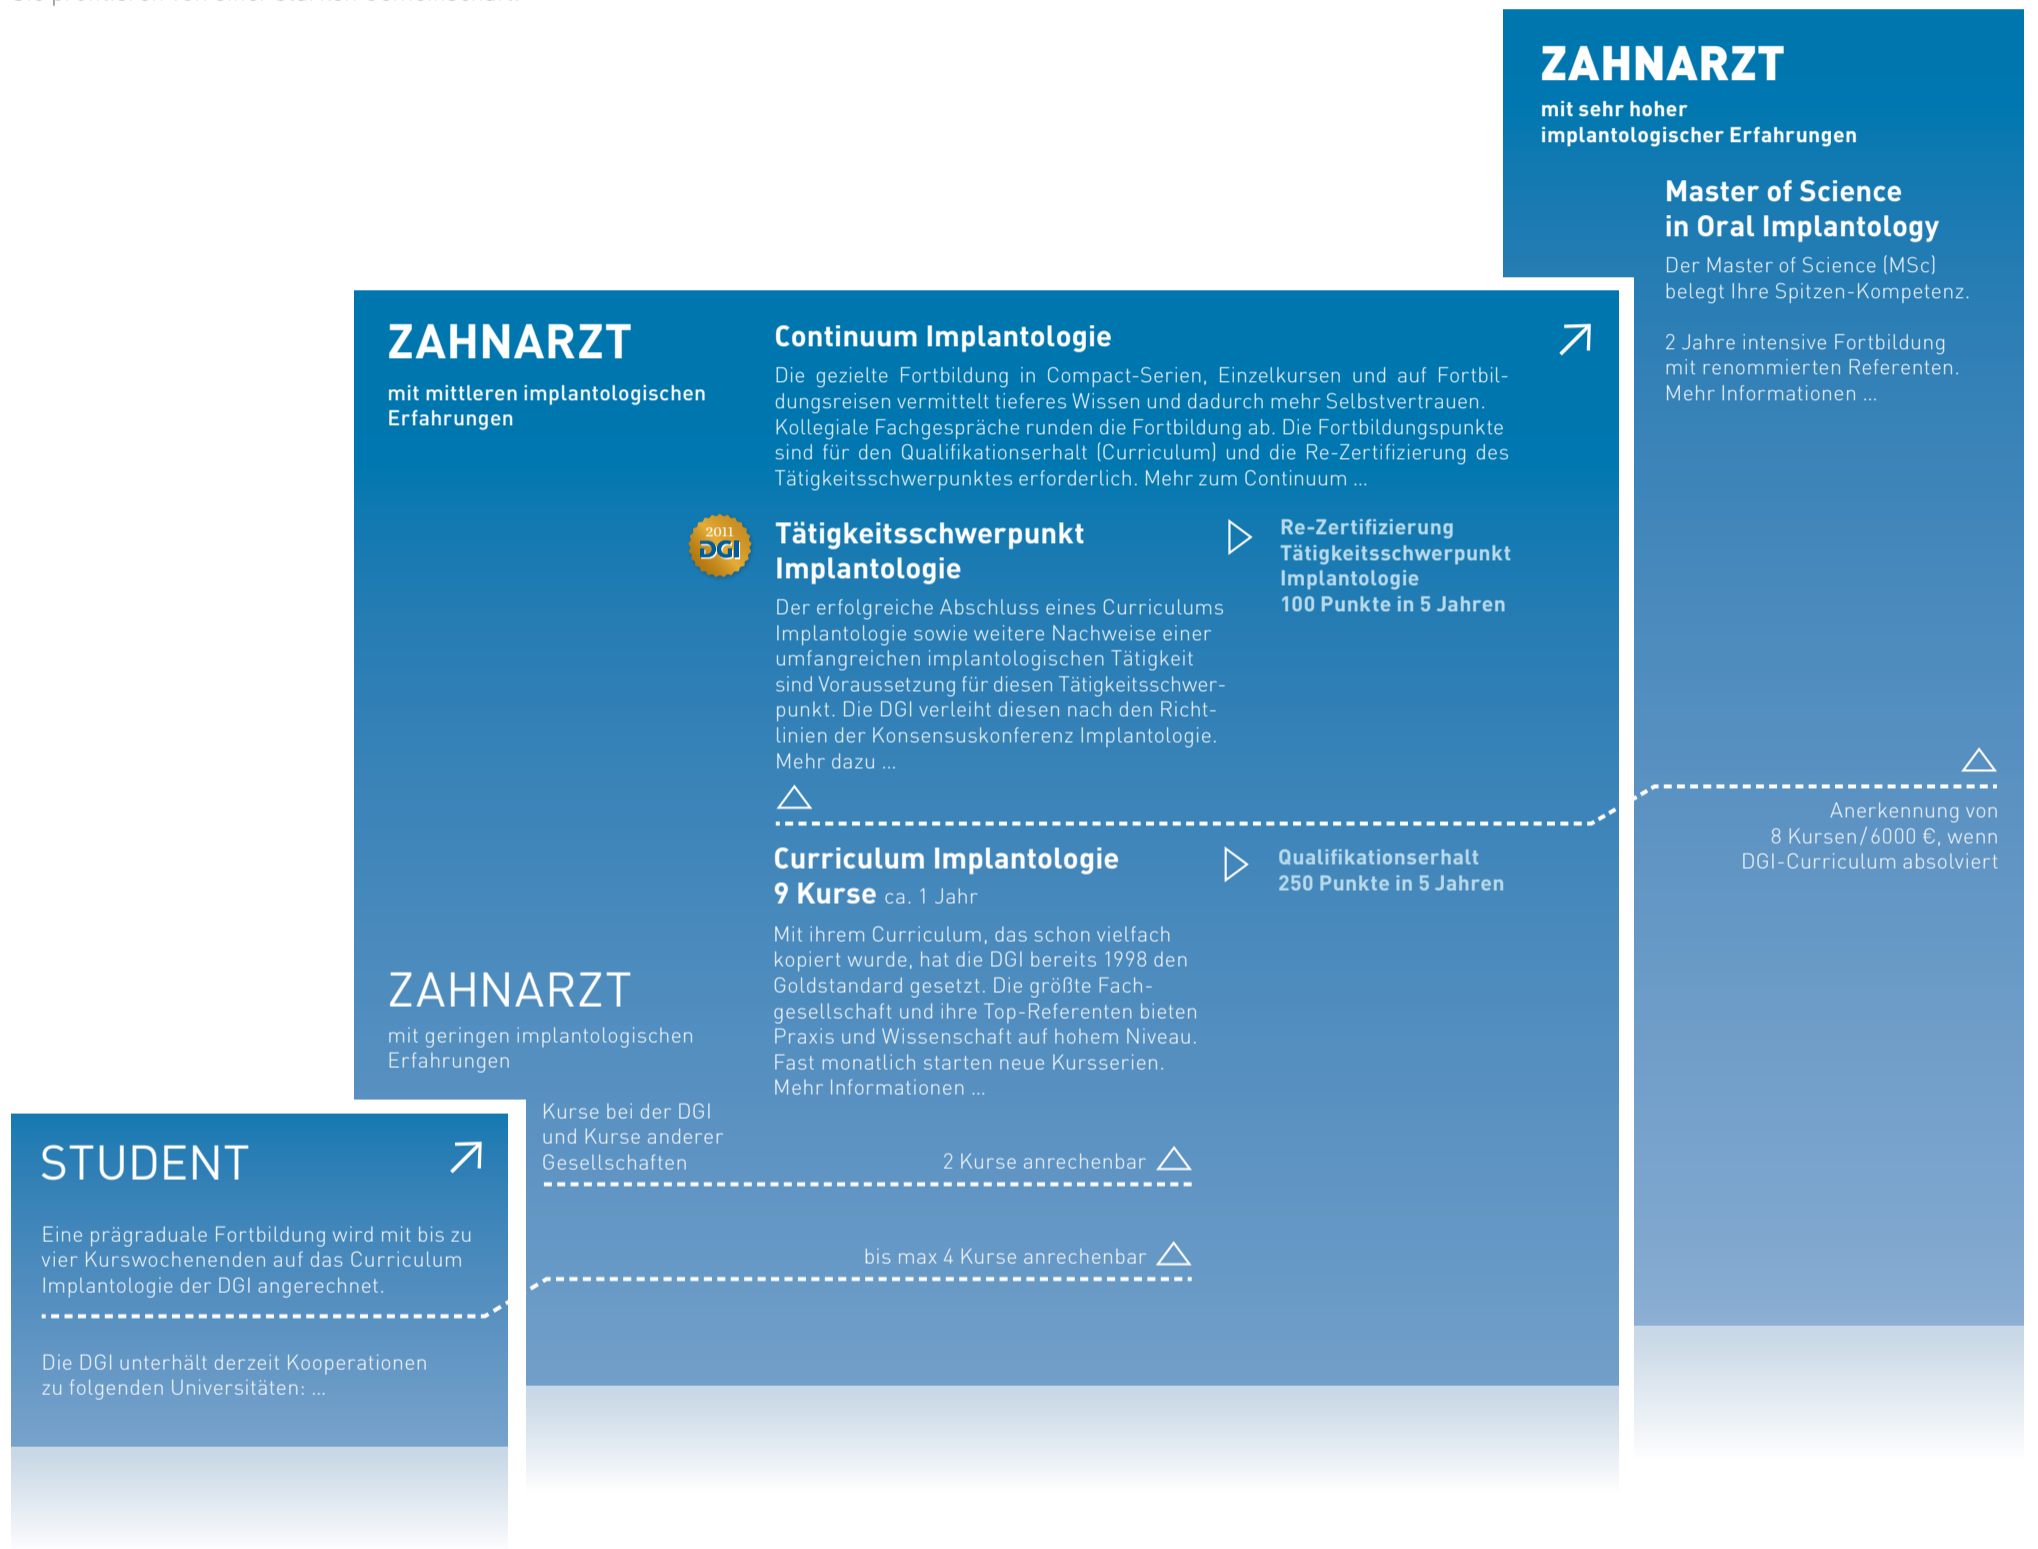 ZAHNARZT
mit sehr hoher
implantologischer Erfahrungen
Master of Science
in Oral Implantology
Der Master of Science (MSc)
belegt Ihre Spitzen-Kompetenz.
2 Jahre intensive Fortbildung
mit renommierten Referenten.
Mehr Informationen ...
Anerkennung von
8 Kursen/6000 €, wenn
DGI-Curriculum absolviert
ZAHNARZT
mit mittleren implantologischen
Erfahrungen
Continuum Implantologie
Die gezielte Fortbildung in Compact-Serien, Einzelkursen und auf Fortbil-
dungsreisen vermittelt tieferes Wissen und dadurch mehr Selbstvertrauen.
Kollegiale Fachgespräche runden die Fortbildung ab. Die Fortbildungspunkte
sind für den Qualifikationserhalt (Curriculum) und die Re-Zertifizierung des
Tätigkeitsschwerpunktes erforderlich. Mehr zum Continuum ...
2011
DGI
Tätigkeitsschwerpunkt
Implantologie
Der erfolgreiche Abschluss eines Curriculums
Implantologie sowie weitere Nachweise einer
umfangreichen implantologischen Tätigkeit
sind Voraussetzung für diesen Tätigkeitsschwer-
punkt. Die DGI verleiht diesen nach den Richt-
linien der Konsensuskonferenz Implantologie.
Mehr dazu ...
Re-Zertifizierung
Tätigkeitsschwerpunkt
Implantologie
100 Punkte in 5 Jahren
Curriculum Implantologie
9 Kurse ca. 1 Jahr
Mit ihrem Curriculum, das schon vielfach
kopiert wurde, hat die DGI bereits 1998 den
Goldstandard gesetzt. Die größte Fach-
gesellschaft und ihre Top-Referenten bieten
Praxis und Wissenschaft auf hohem Niveau.
Fast monatlich starten neue Kursserien.
Mehr Informationen ...
Qualifikationserhalt
250 Punkte in 5 Jahren
ZAHNARZT
mit geringen implantologischen
Erfahrungen
Kurse bei der DGI
und Kurse anderer
Gesellschaften
2 Kurse anrechenbar
bis max 4 Kurse anrechenbar
STUDENT
Eine prägraduale Fortbildung wird mit bis zu
vier Kurswochenenden auf das Curriculum
Implantologie der DGI angerechnet.
Die DGI unterhält derzeit Kooperationen
zu folgenden Universitäten: ...